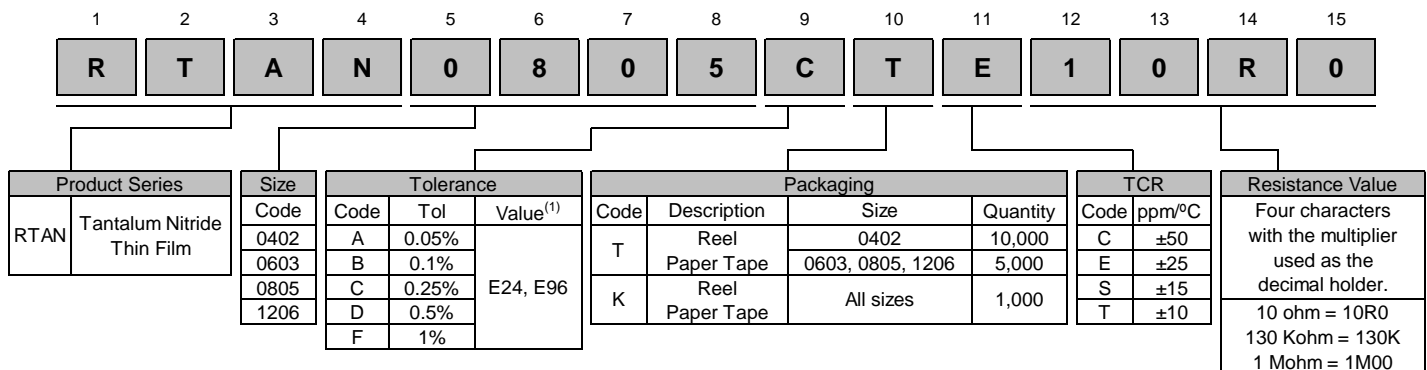 1 2 3 4 5 6 7 8 9 10 11 12 13 14 15
R T A N 0 8 0 5 C T E 1 0 R 0
Product Series
RTAN
Tantalum Nitride
Thin Film
Size
Code
0402
0603
0805
1206
Tolerance
Code Tol Value(1)
A 0.05%
B 0.1%
C 0.25%
D 0.5%
F 1%
E24, E96
Packaging
Code Description Size Quantity
T
Reel
Paper Tape
0402 10,000
0603, 0805, 1206 5,000
K
Reel
Paper Tape
All sizes 1,000
TCR
Code ppm/ºC
C ±50
E ±25
S ±15
T ±10
Resistance Value
Four characters
with the multiplier
used as the
decimal holder.
10 ohm = 10R0
130 Kohm = 130K
1 Mohm = 1M00